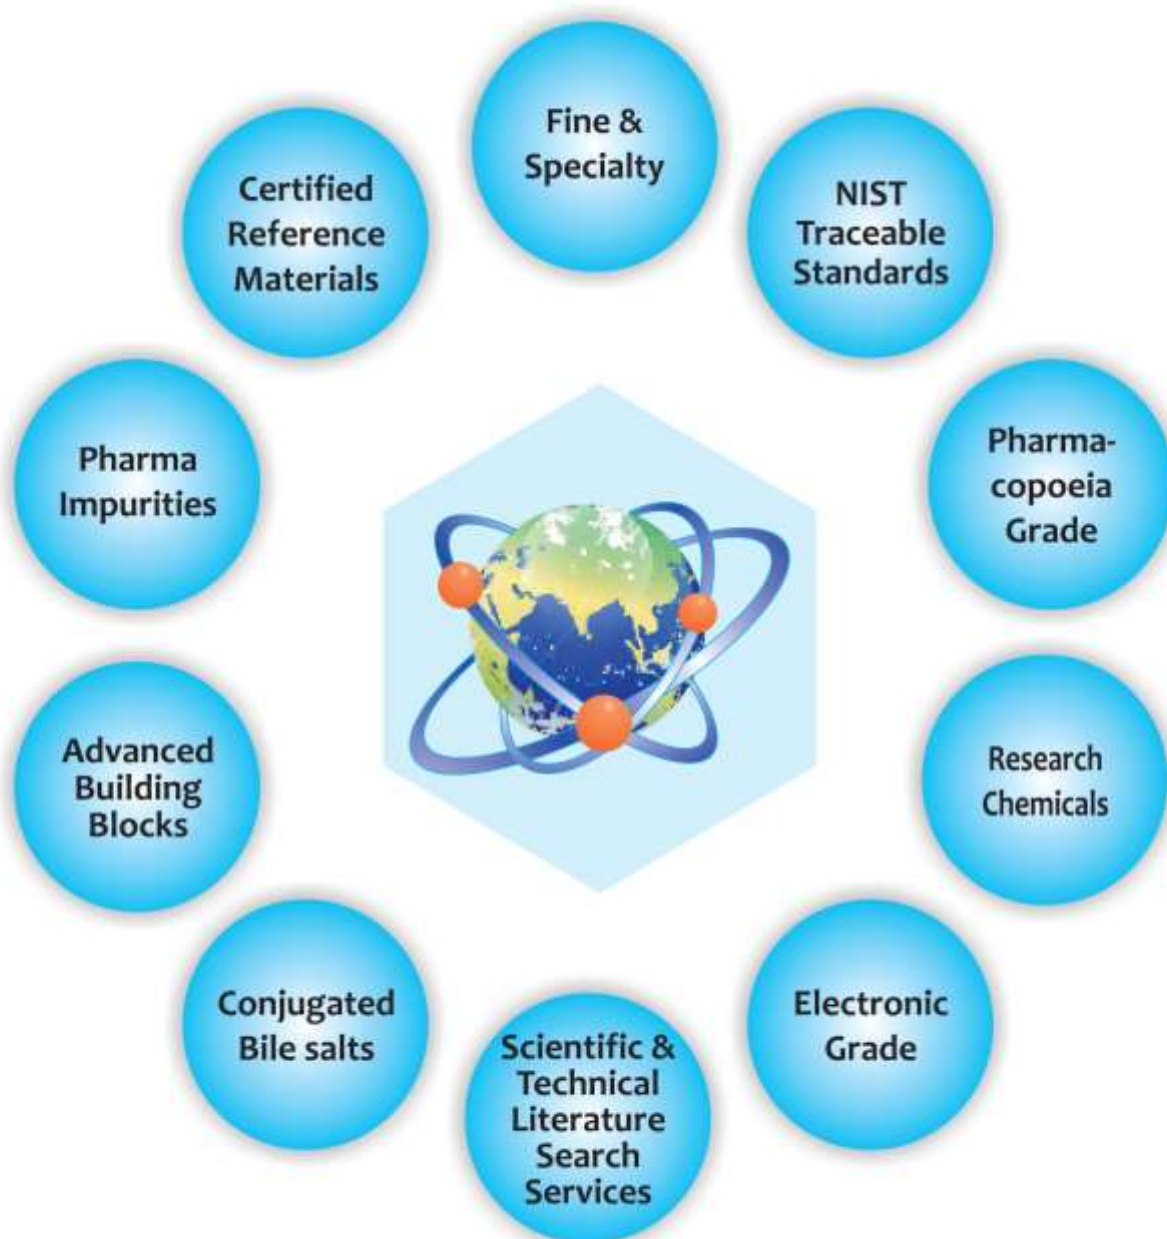 Fine &
Specialty
NIST
Traceable
Standards
Pharma-
copoeia
Grade
Research
Chemicals
Electronic
Grade
Scientific &
Technical
Literature
Search
Services
Conjugated
Bile salts
Advanced
Building
Blocks
Pharma
Impurities
Certified
Reference
Materials